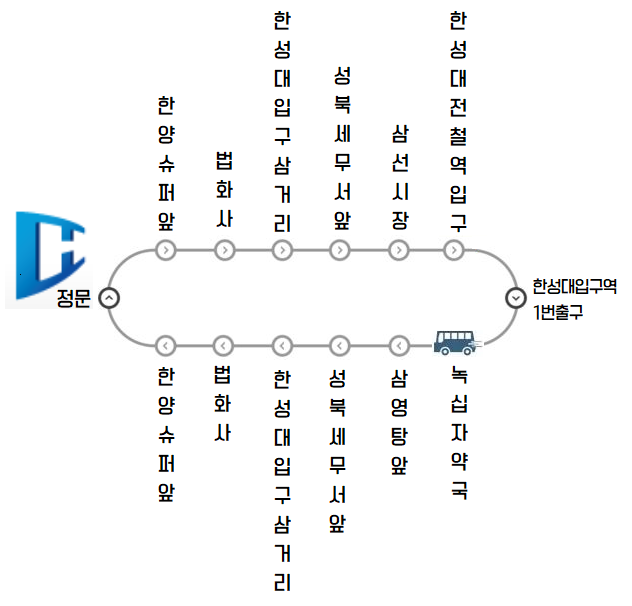 한양슈퍼앞
법화사
한성대입구삼거리
성북세무서앞
삼선시장
한성대전철역입구
정문
한성대입구역
1번출구
한양슈퍼앞
법화사
한성대입구삼거리
성북세무서앞
삼영탕앞
녹십자약국